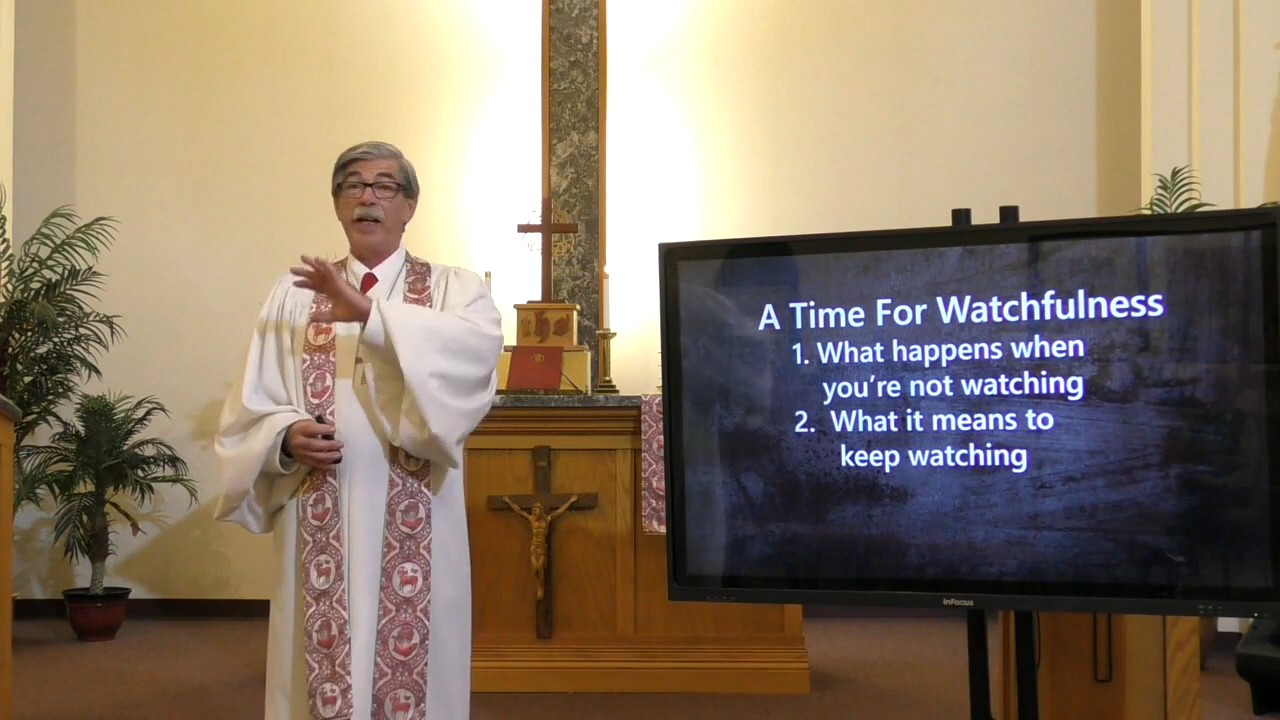 ihs
A Time For Watchfulness
1. What happens when
you're not watching
2. What it means to
keep watching
InFocus